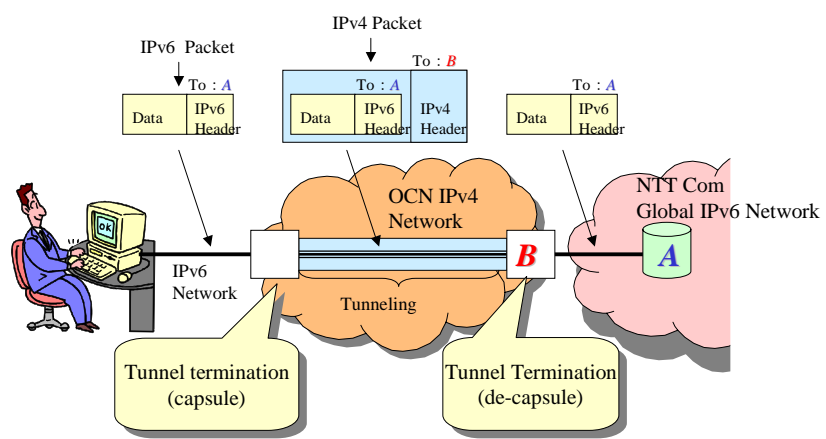 IPv4 Packet
IPv6 Packet
To : B
To : A
To : A
To : A
Data
IPv6
Header
Data
IPv6
Header
IPv4
Header
Data
IPv6
Header
OK
OCN IPv4
Network
NTT Com
Global IPv6 Network
B
A
IPv6
Network
Tunneling
Tunnel termination
(capsule)
Tunnel Termination
(de-capsule)